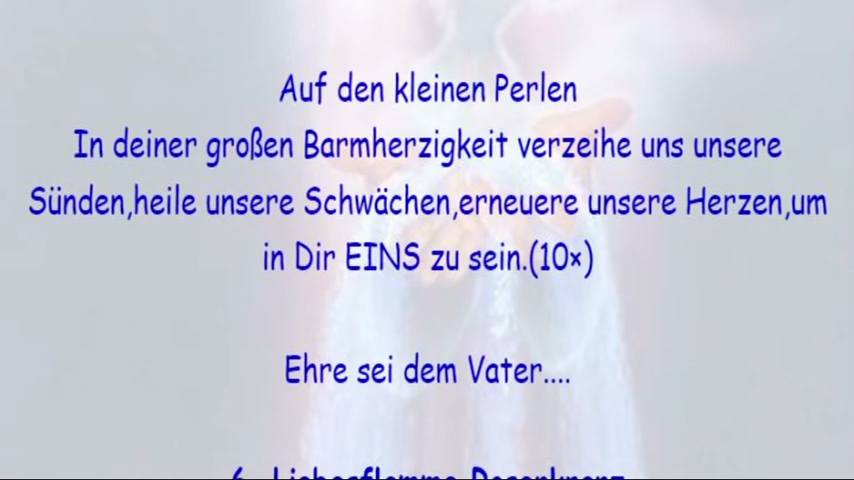 Auf den kleinen Perlen
In deiner großen Barmherzigkeit verzeihe uns unsere
Sünden,heile unsere Schwächen,erneuere unsere Herzen,um
in Dir EINS zu sein.(10×)
Ehre sei dem Vater....